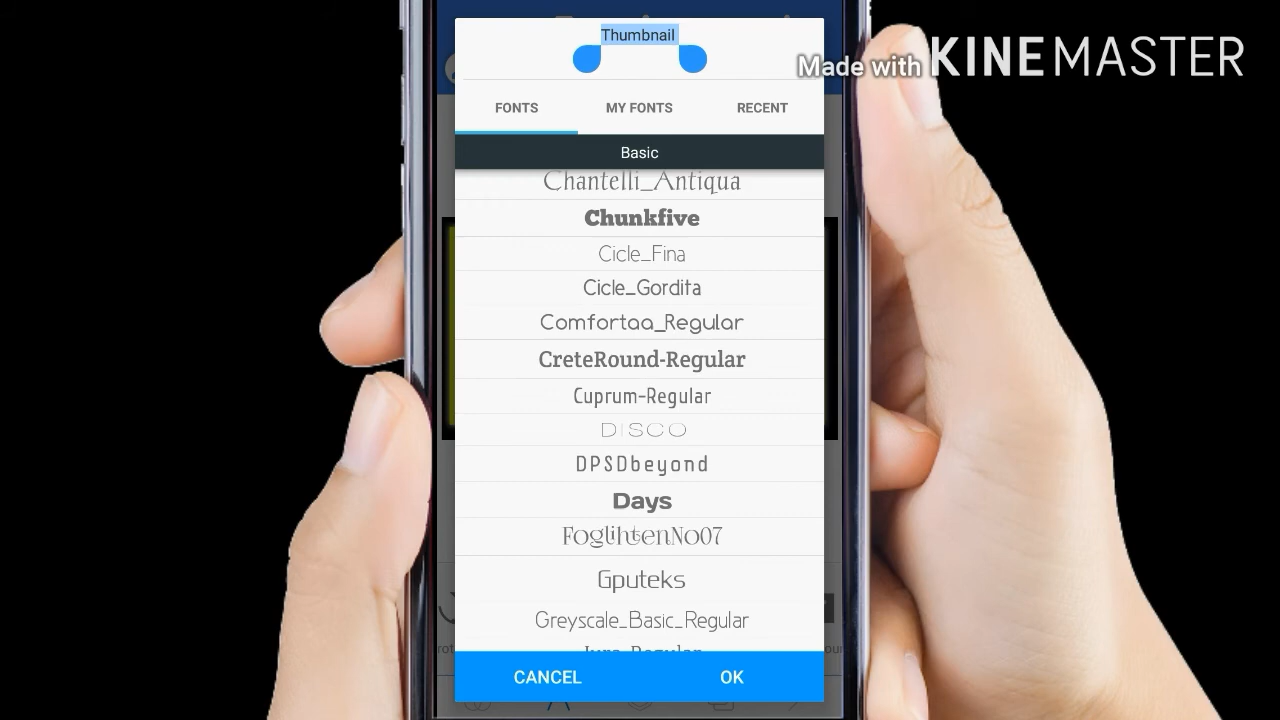 Thumbnail
Made with KINEMASTER
FONTS MY FONTS RECENT
Basic
Chantelli_Antiqua
Chunkfive
Cicle_Fina
Cicle_Gordita
Comfortaa_Regular
CreteRound-Regular
Cuprum-Regular
DISCO
DPSDbeyond
Days
FoglihtenNo07
Gputeks
Greyscale_Basic_Regular
Jura_Regular
CANCEL OK